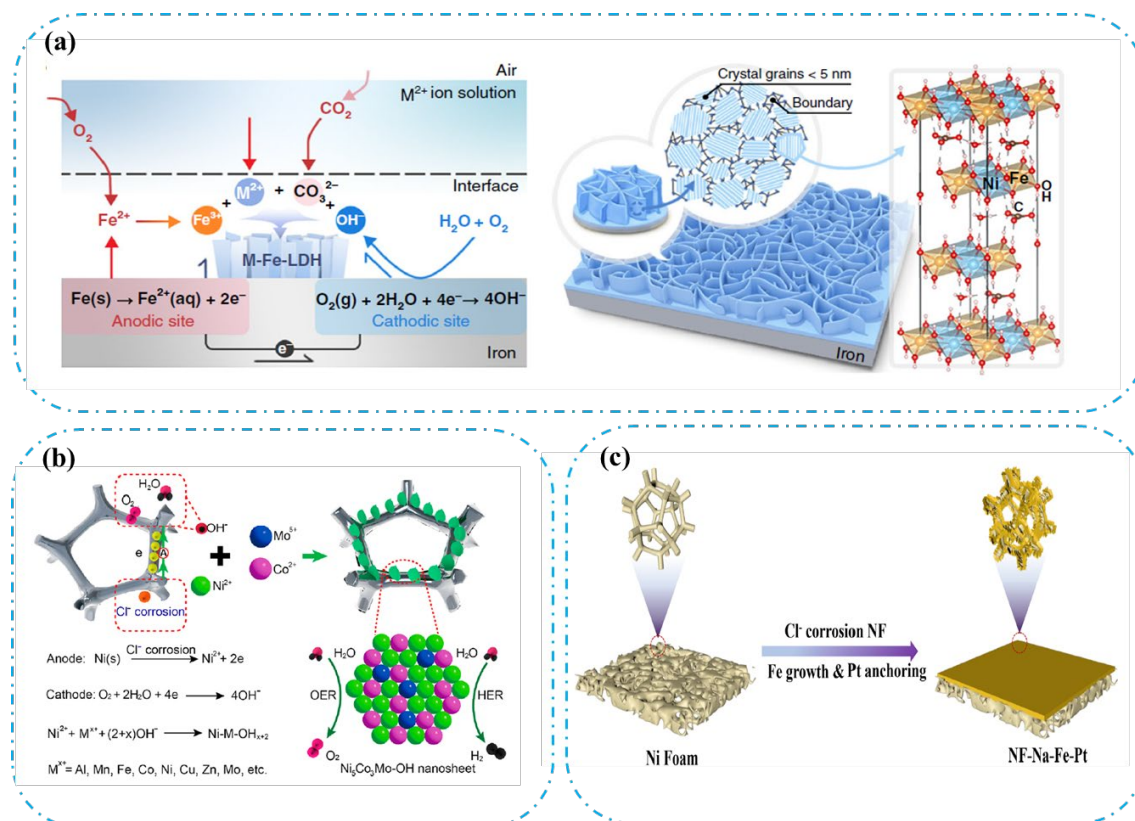 (a)
Air
M²⁺ ion solution
O₂
CO₂
Interface
M²⁺ + CO₃²⁻
Fe²⁺
Fe³⁺
+
+
OH⁻
H₂O + O₂
M-Fe-LDH
Fe(s) → Fe²⁺(aq) + 2e⁻
Anodic site
O₂(g) + 2H₂O + 4e⁻→ 4OH⁻
Cathodic site
e⁻
Iron
Crystal grains < 5 nm
Boundary
Iron
Ni
Fe
O
H
C
(b)
H₂O
O₂
OH⁻
e
A
Cl⁻ corrosion
Ni²⁺
+
Mo⁵⁺
Co²⁺
Anode: Ni(s) Cl⁻ corrosion → Ni²⁺+ 2e
Cathode: O₂ + 2H₂O + 4e → 4OH⁻
Ni²⁺ + Mˣ⁺ + (2+x)OH⁻ → Ni-M-OHₓ₊₂
Mˣ⁺= Al, Mn, Fe, Co, Ni, Cu, Zn, Mo, etc.
H₂O
H₂O
OER
HER
O₂
H₂
Ni₅Co₃Mo-OH nanosheet
(c)
Cl⁻ corrosion NF
Fe growth & Pt anchoring
Ni Foam
NF-Na-Fe-Pt